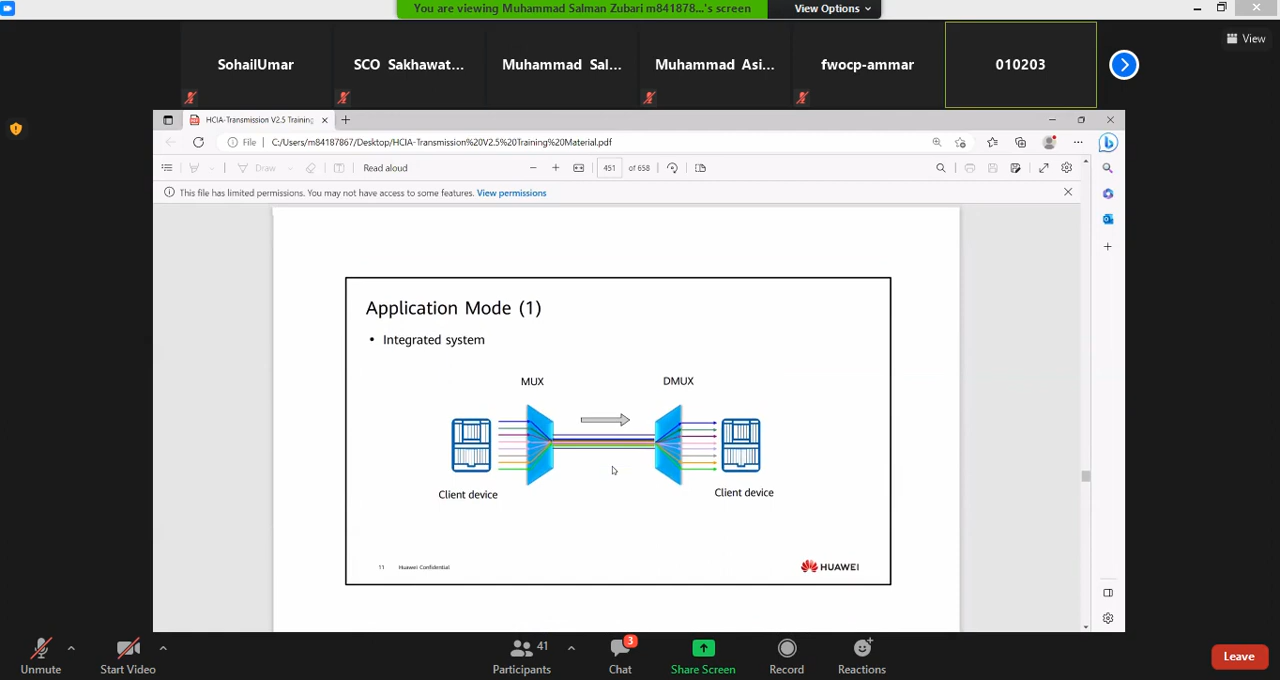 You are viewing Muhammad Salman Zubari m841878...'s screen
View Options
View
SohailUmar
SCO Sakhawat...
Muhammad Sal...
Muhammad Asi...
fwocp-ammar
010203
HCIA-Transmission V2.5 Training
File
C:/Users/m84187867/Desktop/HCIA-Transmission%20V2.5%20Training%20Material.pdf
Draw
Read aloud
451 of 658
This file has limited permissions. You may not have access to some features. View permissions
Application Mode (1)
• Integrated system
MUX
DMUX
Client device
Client device
11 Huawei Confidential
HUAWEI
41
3
Unmute
Start Video
Participants
Chat
Share Screen
Record
Reactions
Leave